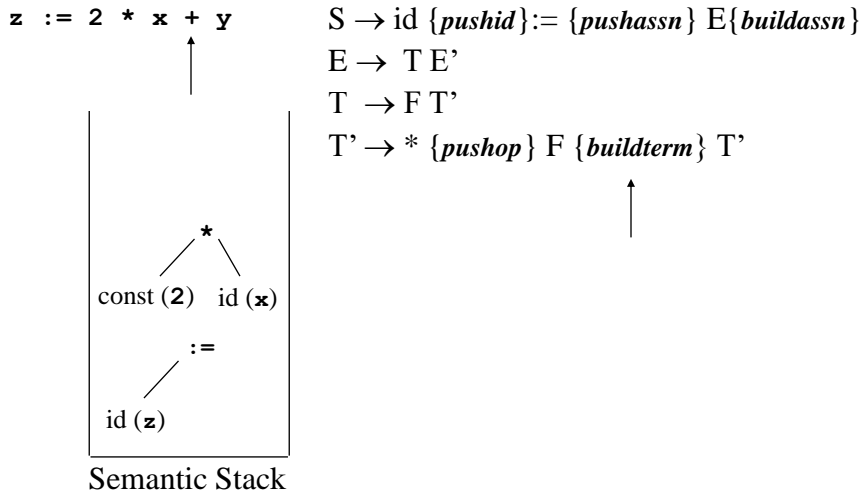 z := 2 * x + y
S → id {pushid}:= {pushassn} E{buildassn}
E → T E’
T → F T’
T’ → * {pushop} F {buildterm} T’
*
const (2) id (x)
:=
id (z)
Semantic Stack